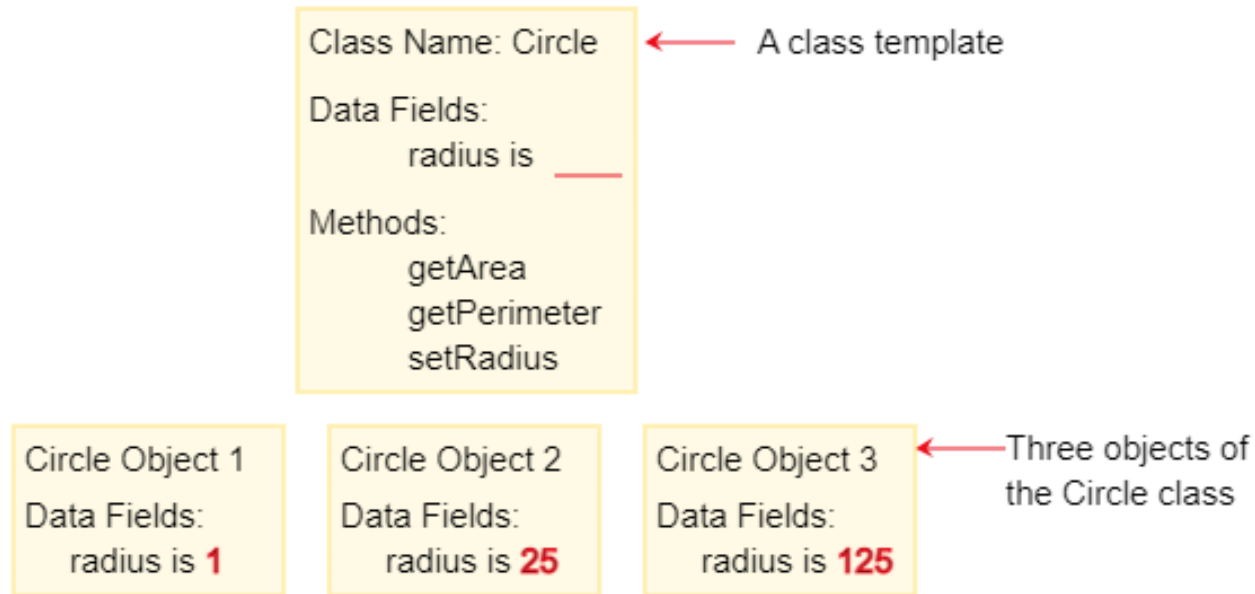 Class Name: Circle
A class template
Data Fields:
radius is ____
Methods:
getArea
getPerimeter
setRadius
Circle Object 1
Data Fields:
radius is 1
Circle Object 2
Data Fields:
radius is 25
Circle Object 3
Data Fields:
radius is 125
Three objects of
the Circle class